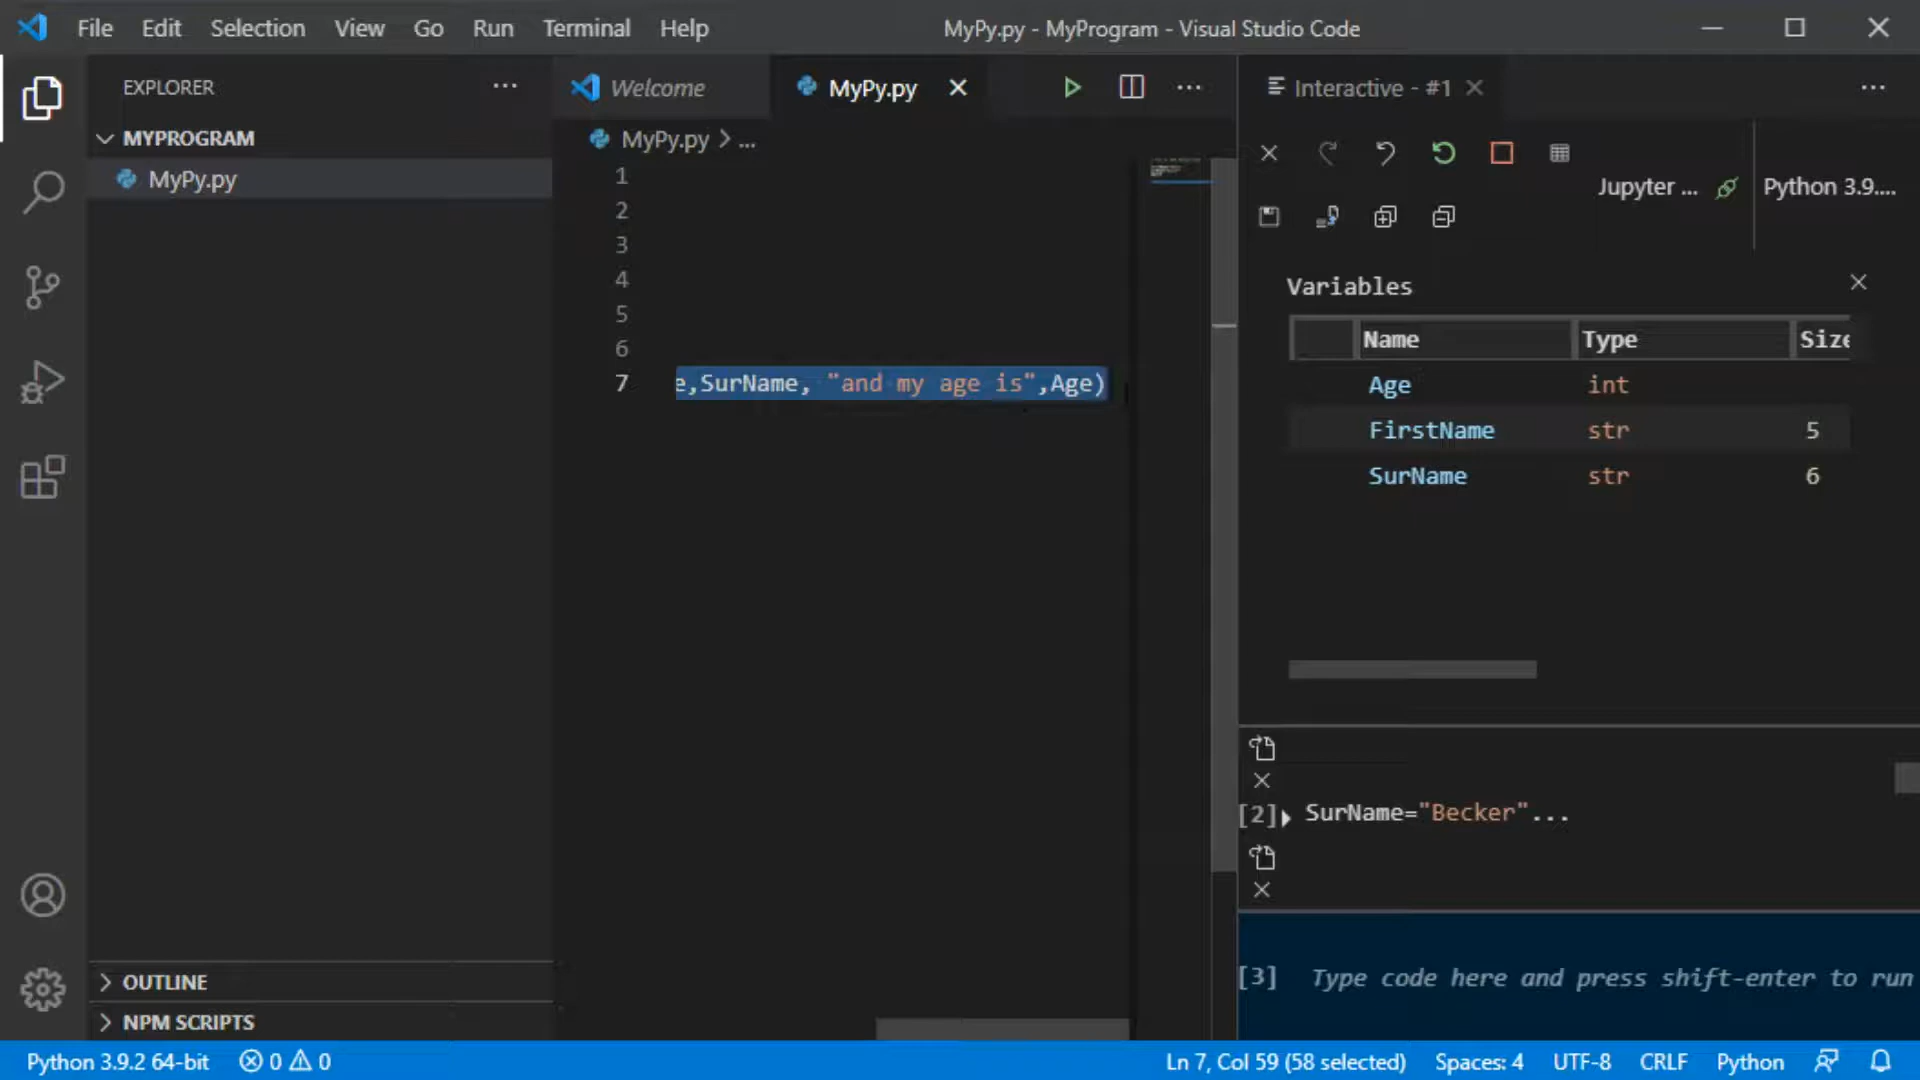 File Edit Selection View Go Run Terminal Help MyPy.py - MyProgram - Visual Studio Code
EXPLORER
MYPROGRAM
MyPy.py
OUTLINE
NPM SCRIPTS
Welcome MyPy.py
MyPy.py > ...
1
2
3
4
5
6
7 e,SurName, "and my age is",Age)
Interactive - #1
Jupyter ... Python 3.9....
Variables
Name Type Size
Age int
FirstName str 5
SurName str 6
[2] SurName="Becker"...
[3] Type code here and press shift-enter to run
Python 3.9.2 64-bit 0 0 Ln 7, Col 59 (58 selected) Spaces: 4 UTF-8 CRLF Python